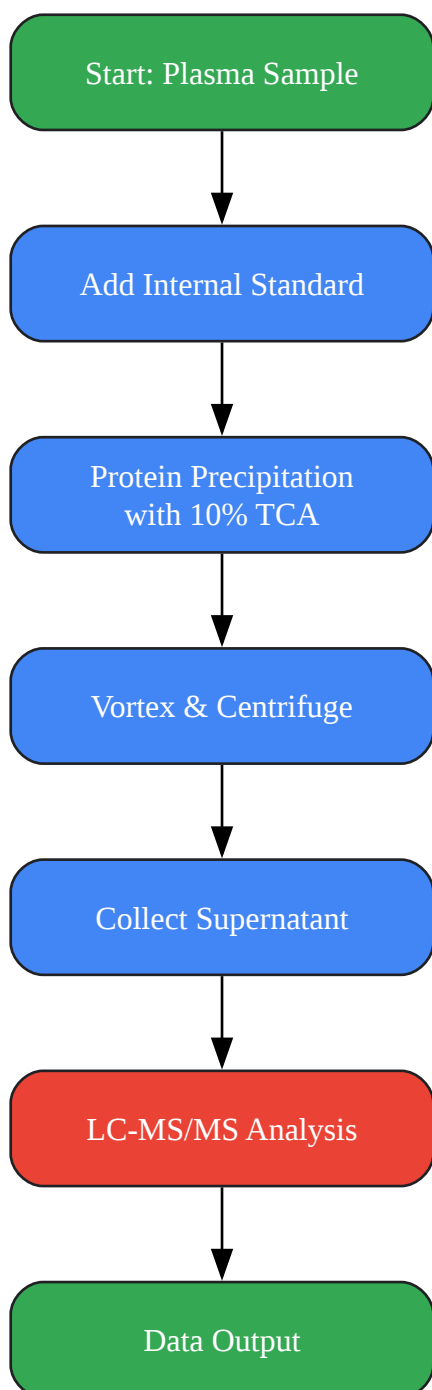 Start: Plasma Sample
Add Internal Standard
Protein Precipitation
with 10% TCA
Vortex & Centrifuge
Collect Supernatant
LC-MS/MS Analysis
Data Output